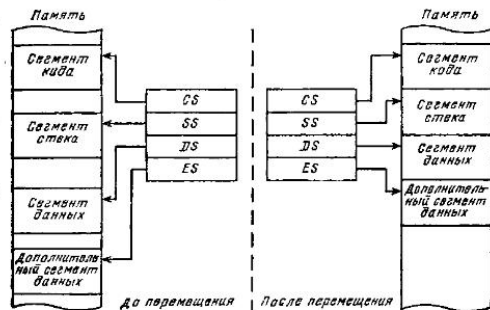 Память
Сегмент
кода
Сегмент
стека
Сегмент
данных
Дополнитель-
ный сегмент
данных
CS
SS
DS
ES
До перемещения
CS
SS
DS
ES
После перемещения
Память
Сегмент
кода
Сегмент
стека
Сегмент
данных
Дополнитель-
ный сегмент
данных